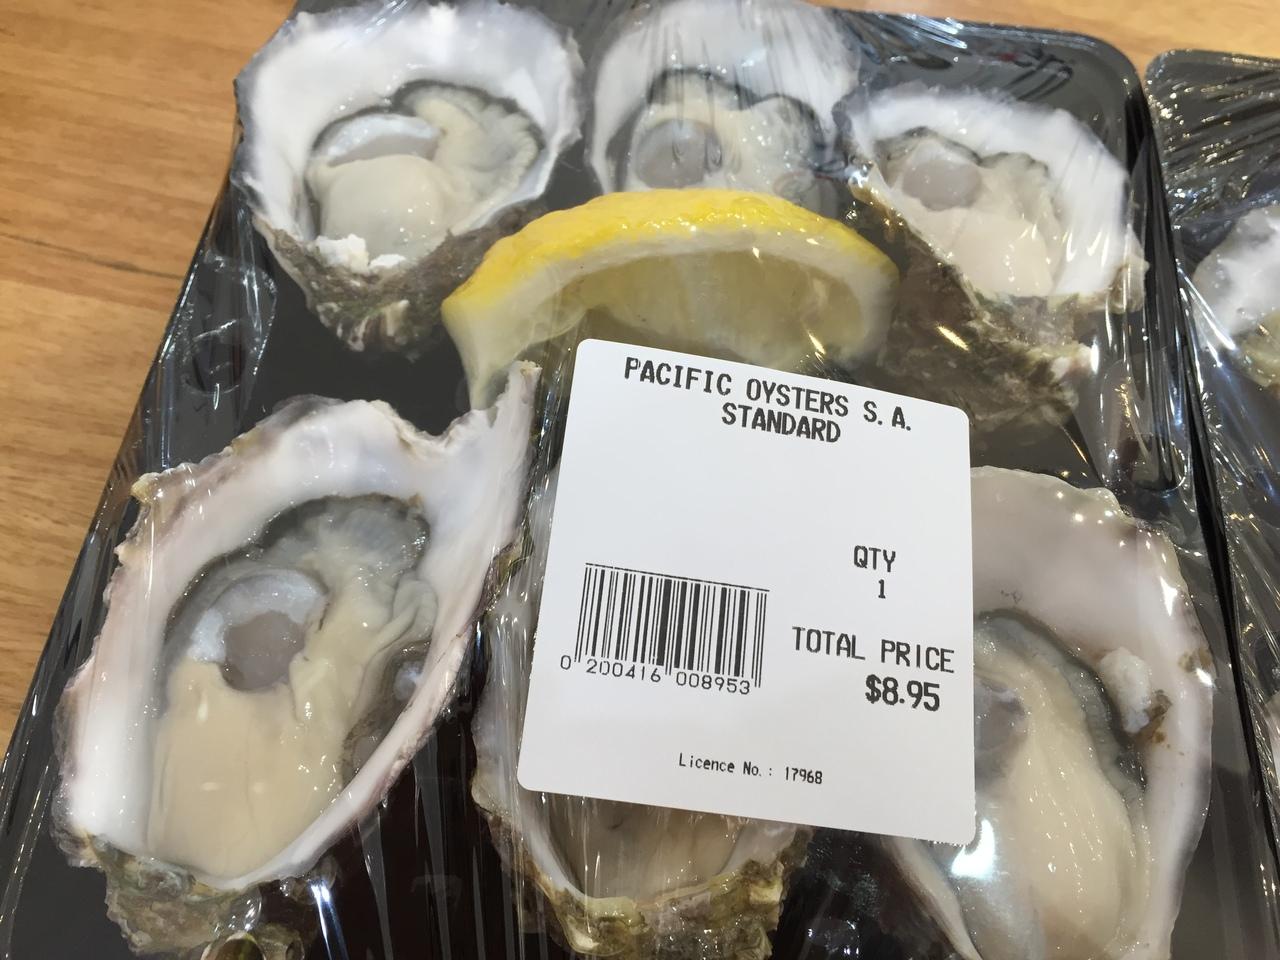 PACIFIC OYSTERS S.A.
STANDARD
QTY
1
TOTAL PRICE
$8.95
0 200416 008953
Licence No.: 17968